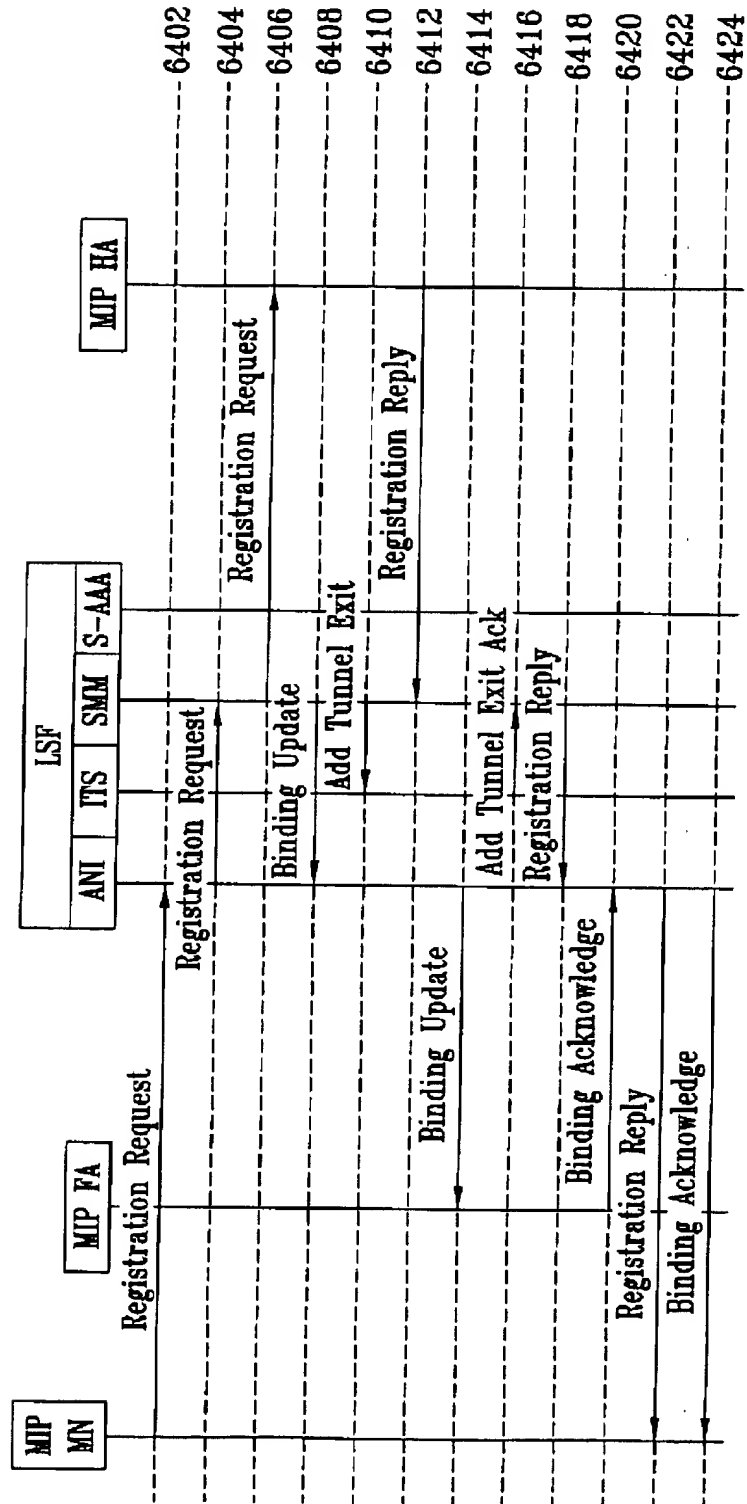 MIP
MN
MIP FA
LSF
ANI
ITS
SMM
S-AAA
MIP HA
Registration Request
6402
Registration Request
6404
Registration Request
6406
Binding Update
6408
Add Tunnel Exit
6410
Registration Reply
6412
Binding Update
6414
Add Tunnel Exit Ack
6416
Registration Reply
6418
Binding Acknowledge
6420
Registration Reply
6422
Binding Acknowledge
6424